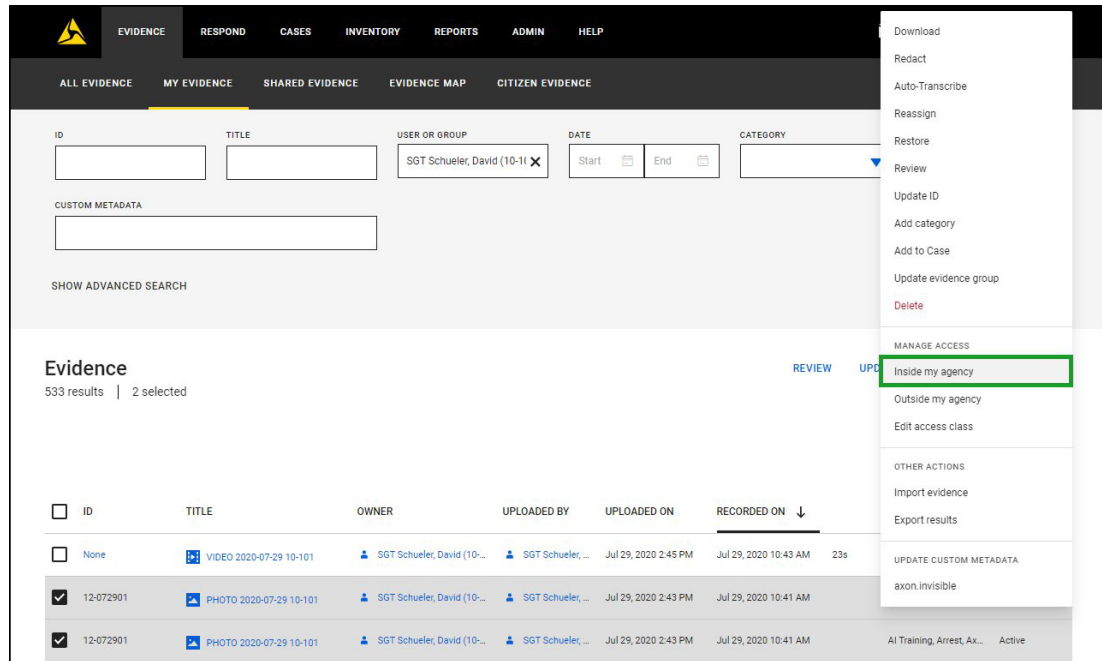 EVIDENCE RESPOND CASES INVENTORY REPORTS ADMIN HELP
ALL EVIDENCE MY EVIDENCE SHARED EVIDENCE EVIDENCE MAP CITIZEN EVIDENCE
ID TITLE USER OR GROUP DATE CATEGORY
SGT Schueler, David (10-1 Start End
CUSTOM METADATA
SHOW ADVANCED SEARCH
Download
Redact
Auto-Transcribe
Reassign
Restore
Review
Update ID
Add category
Add to Case
Update evidence group
Delete
MANAGE ACCESS
Inside my agency
Outside my agency
Edit access class
OTHER ACTIONS
Import evidence
Export results
UPDATE CUSTOM METADATA
axon.invisible
Evidence
533 results | 2 selected
REVIEW UPD
ID TITLE OWNER UPLOADED BY UPLOADED ON RECORDED ON
None VIDEO 2020-07-29 10-101 SGT Schueler, David (10-... SGT Schueler, ... Jul 29, 2020 2:45 PM Jul 29, 2020 10:43 AM 23s
12-072901 PHOTO 2020-07-29 10-101 SGT Schueler, David (10-... SGT Schueler, ... Jul 29, 2020 2:43 PM Jul 29, 2020 10:41 AM
12-072901 PHOTO 2020-07-29 10-101 SGT Schueler, David (10-... SGT Schueler, ... Jul 29, 2020 2:43 PM Jul 29, 2020 10:41 AM AI Training, Arrest, Ax... Active